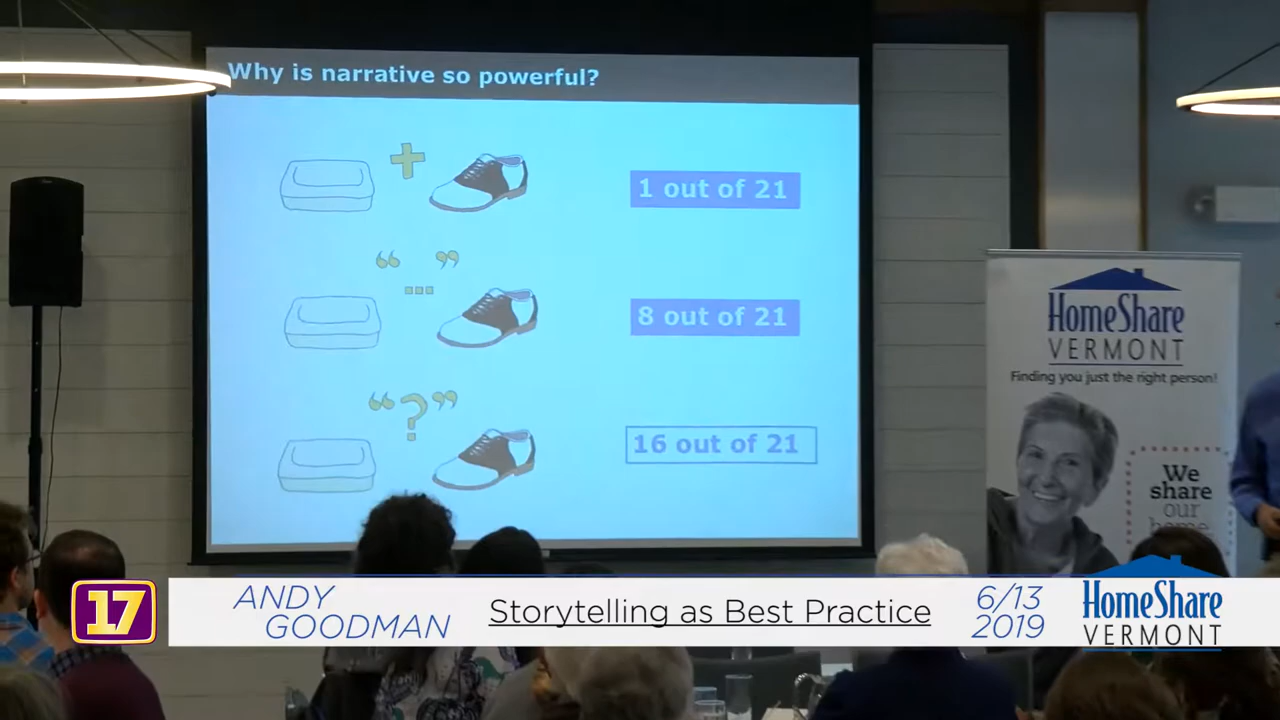 Why is narrative so powerful?
+
1 out of 21
“ ... ”
8 out of 21
“?”
16 out of 21
HomeShare
VERMONT
Finding you just the right person!
We
share
our
home
17
ANDY
GOODMAN
Storytelling as Best Practice
6/13
2019
HomeShare
VERMONT